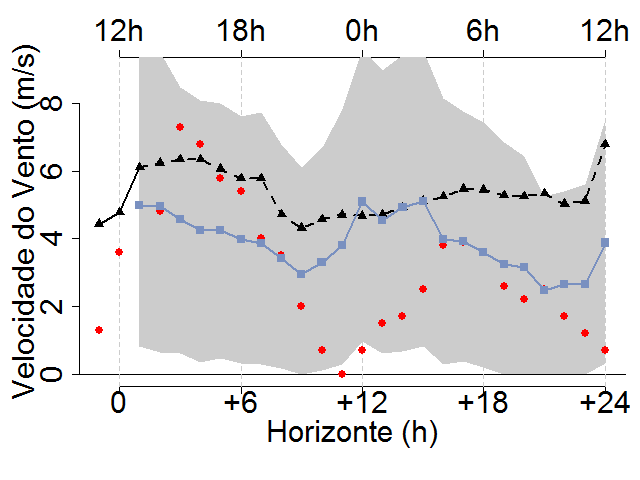 12h 18h 0h 6h 12h
Velocidade do Vento (m/s)
8
6
4
2
0
0 +6 +12 +18 +24
Horizonte (h)